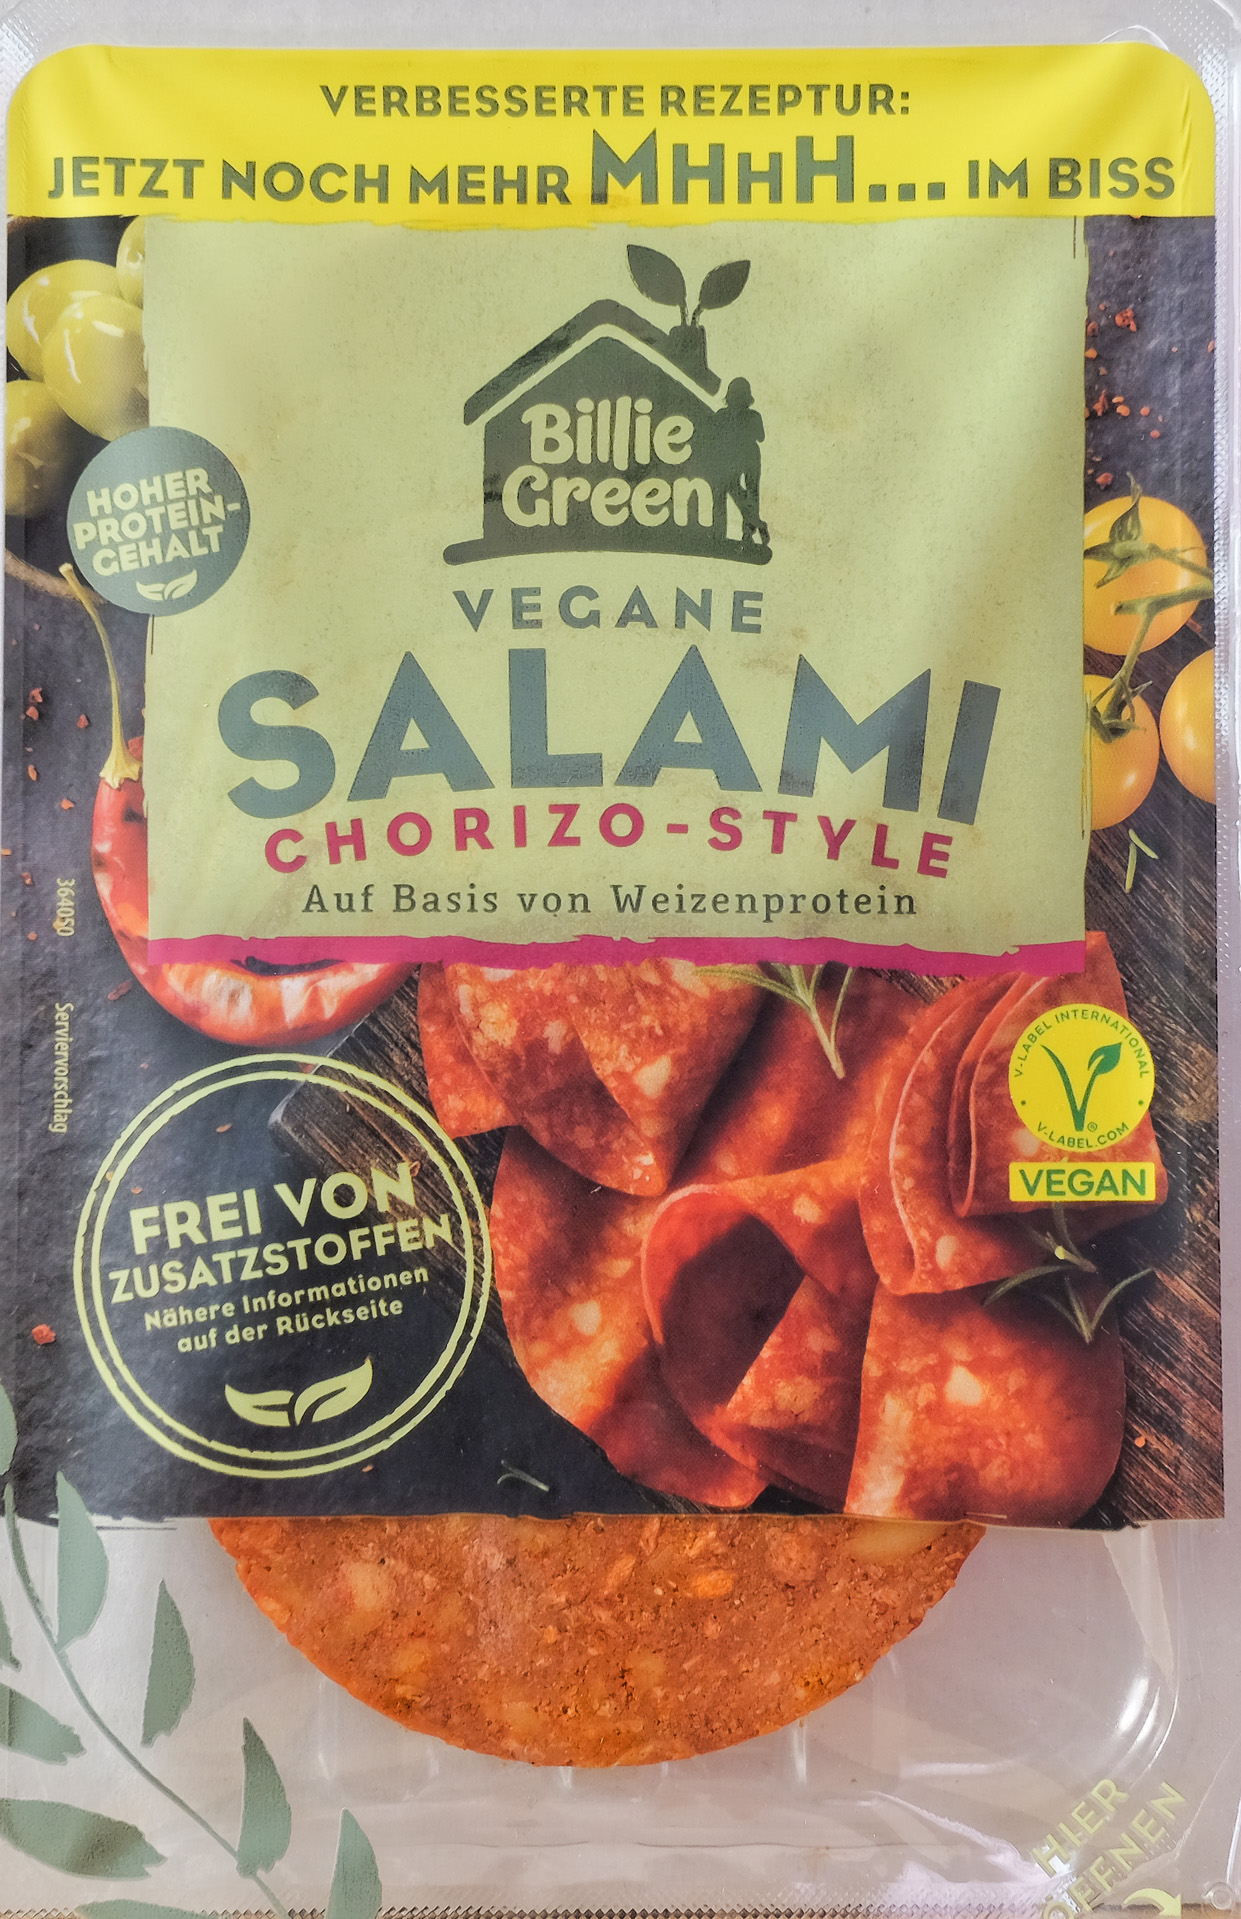 VERBESSERTE REZEPTUR:
JETZT NOCH MEHR MHHHH... IM BISS
Billie
Green
HOHER
PROTEIN-
GEHALT
VEGANE
SALAMI
CHORIZO-STYLE
Auf Basis von Weizenprotein
364050 Serviervorschlag
V-LABEL INTERNATIONAL
V-LABEL.COM
VEGAN
FREI VON
ZUSATZSTOFFEN
Nähere Informationen
auf der Rückseite
HIER
ÖFFNEN